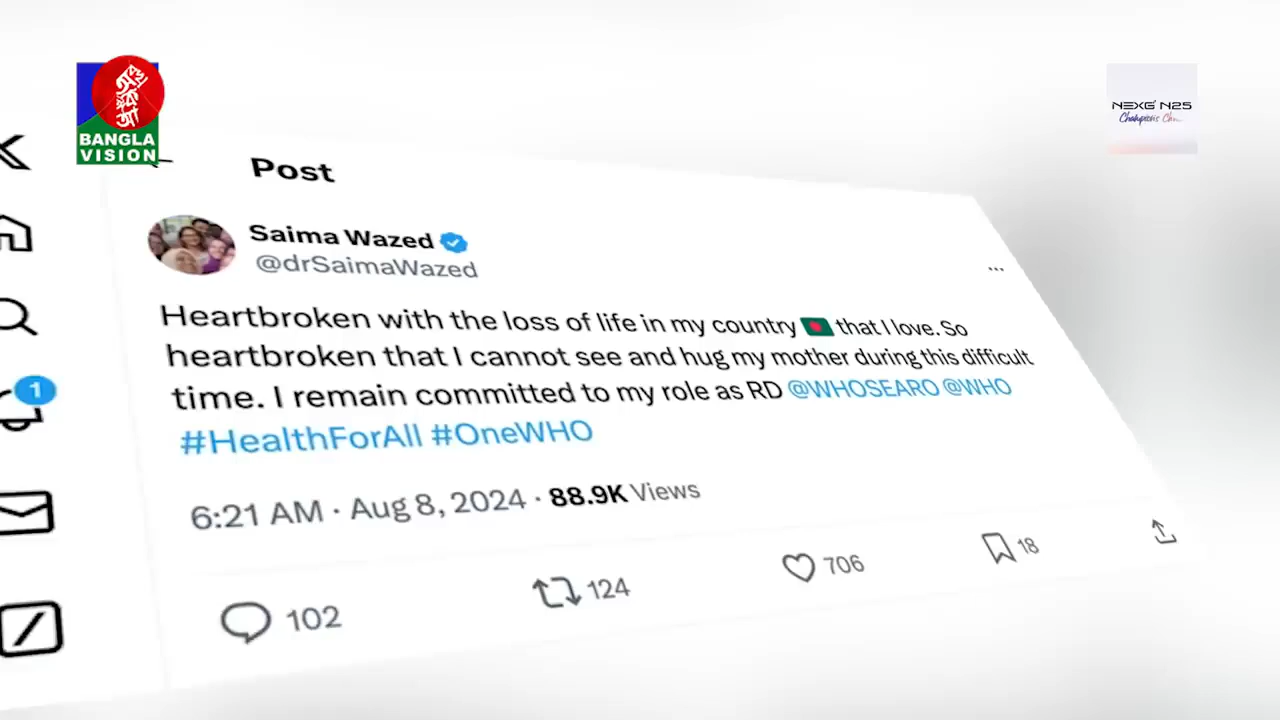 BANGLA
VISION
NEXG N25
Champions
Post
Saima Wazed
@drSaimaWazed
Heartbroken with the loss of life in my country 🇧🇩 that I love. So
heartbroken that I cannot see and hug my mother during this difficult
time. I remain committed to my role as RD @WHOSEARO @WHO
#HealthForAll #OneWHO
6:21 AM · Aug 8, 2024 · 88.9K Views
1
102
124
706
18